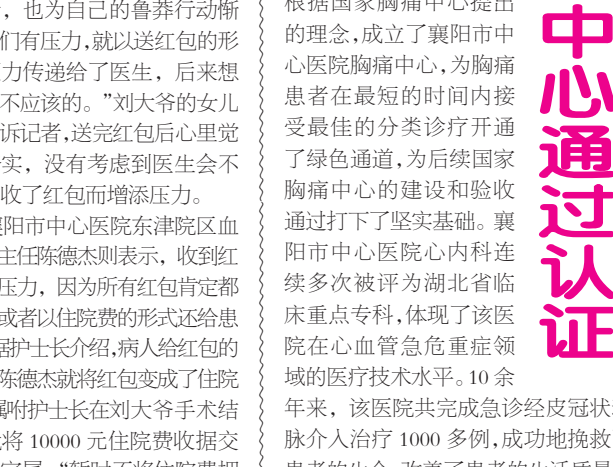 ，也为自己的鲁莽行动惭
们有压力，就以送红包的形
力传递给了医生，后来想
不应该的。”刘大爷的女儿
诉记者，送完红包后心里觉
实，没有考虑到医生会不
收了红包而增添压力。
阳市中心医院东津院区血
主任陈德杰则表示，收到红
压力，因为所有红包肯定都
或者以住院费的形式还给患
护士长介绍，病人给红包的
陈德杰就将红包变成了住院
嘱咐护士长在刘大爷手术结
将 10000 元住院费收据交
根据国家胸痛中心提出
的理念，成立了襄阳市中
心医院胸痛中心，为胸痛
患者在最短的时间内接
受最佳的分类诊疗开通
了绿色通道，为后续国家
胸痛中心的建设和验收
通过打下了坚实基础。襄
阳市中心医院心内科连
续多次被评为湖北省临
床重点专科，体现了该医
院在心血管急危重症领
域的医疗技术水平。10 余
年来，该医院共完成急诊经皮冠状
脉介入治疗 1000 多例，成功地挽救
中心通过认证